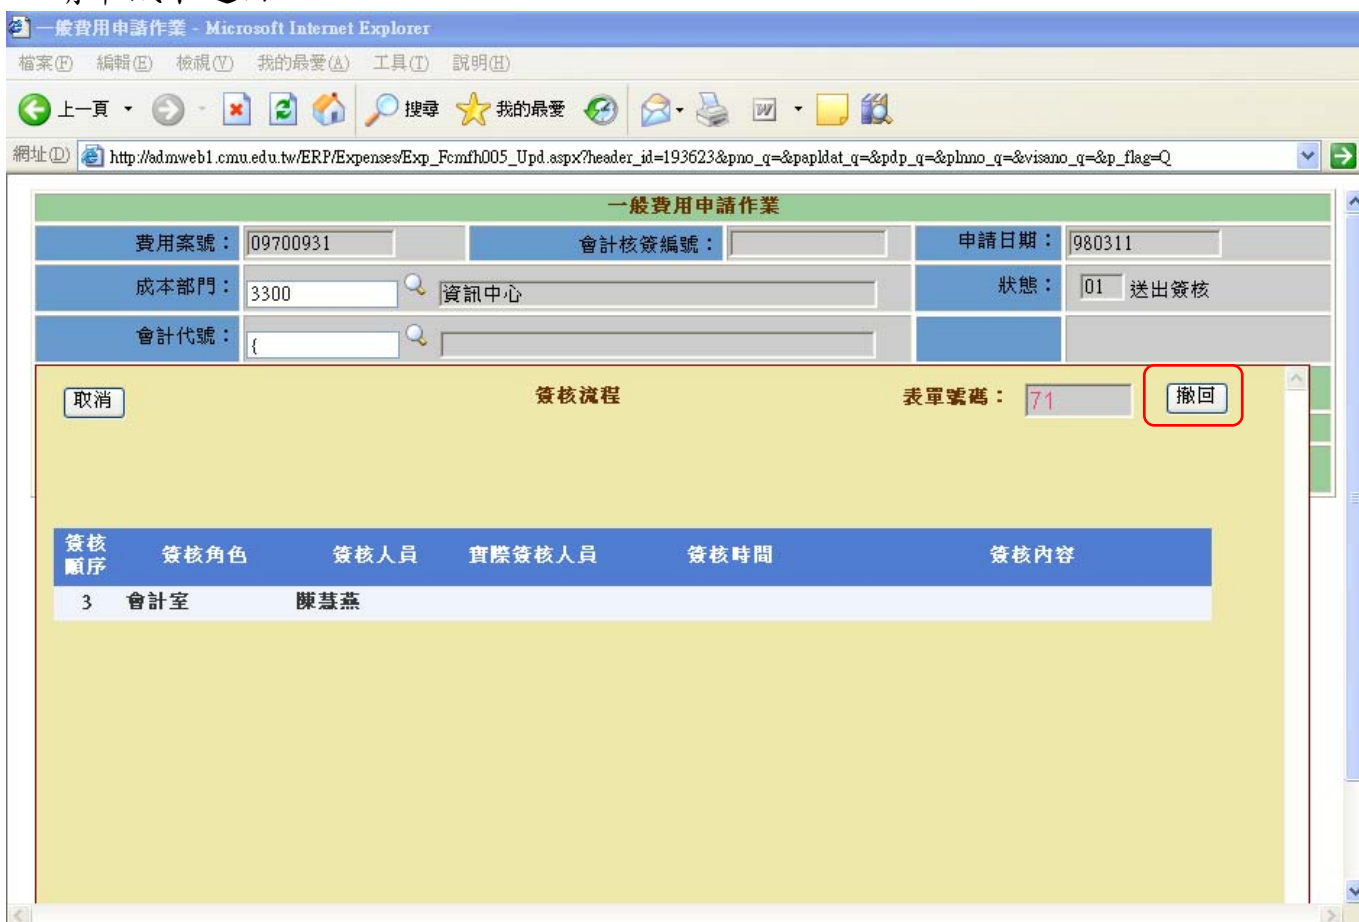 一般費用申請作業 - Microsoft Internet Explorer
檔案(F) 編輯(E) 檢視(V) 我的最愛(A) 工具(T) 說明(H)
上一頁 搜尋 我的最愛
網址(D) http://admweb1.cmu.edu.tw/ERP/Expenses/Exp_Fcmfh005_Upd.aspx?header_id=193623&pno_q=&papldat_q=&pdp_q=&plnno_q=&visano_q=&p_flag=Q
一般費用申請作業
費用案號： 09700931 會計核簽編號： 申請日期： 980311
成本部門： 3300 資訊中心 狀態： 01 送出簽核
會計代號： {
取消 簽核流程 表單號碼： 71 撤回
簽核順序 簽核角色 簽核人員 實際簽核人員 簽核時間 簽核內容
3 會計室 陳慧燕